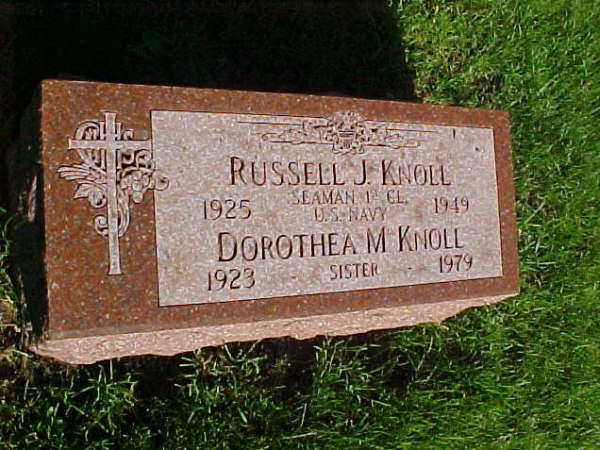 RUSSELL J. KNOLL
SEAMAN 1ST CL.
1925 U.S. NAVY 1949
DOROTHEA M KNOLL
1923 - SISTER - 1979